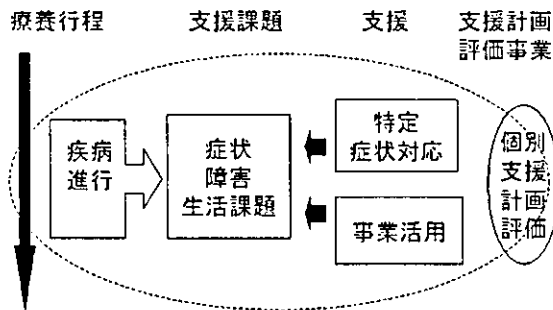 療養行程
支援課題
支援
支援計画
評価事業
疾病
進行
症状
障害
生活課題
特定
症状対応
事業活用
個別
支援
計画
評価